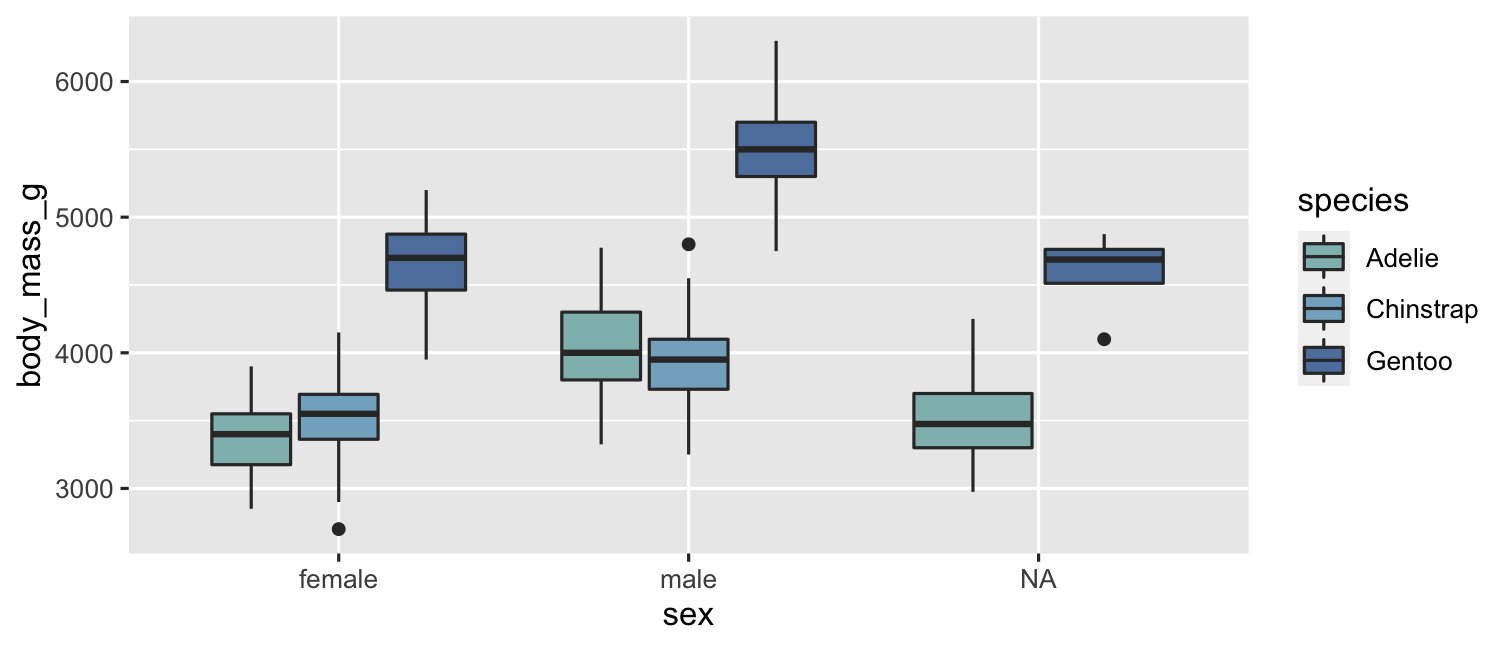 body_mass_g
6000
5000
4000
3000
female male NA
sex
species
Adelie
Chinstrap
Gentoo